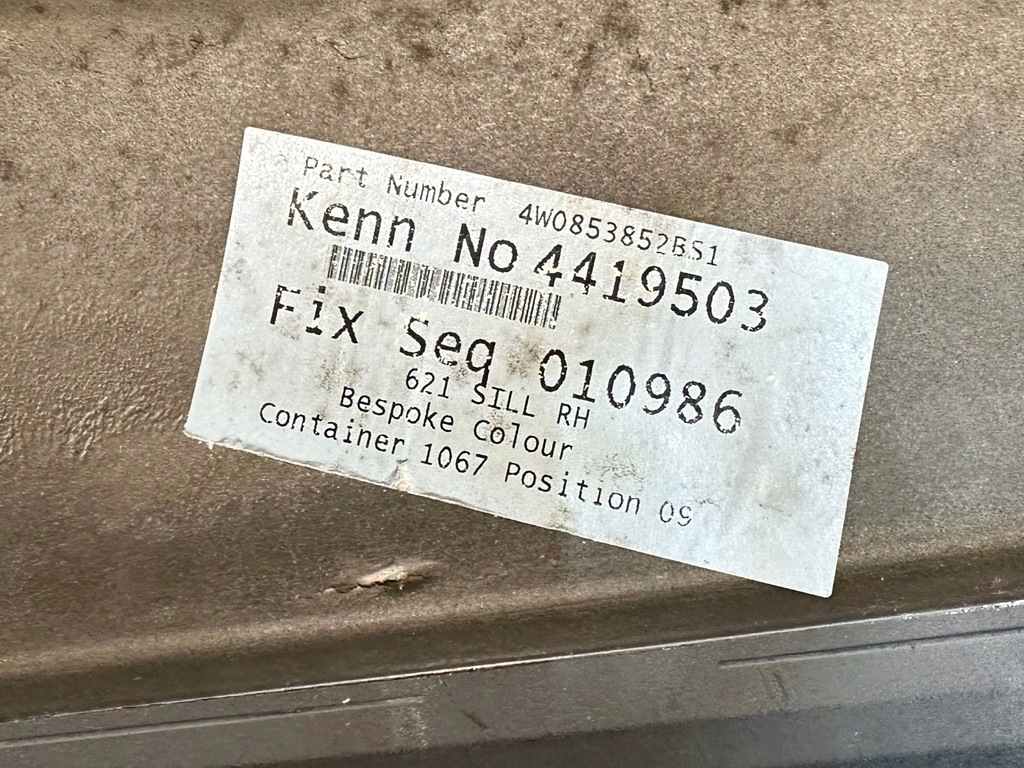 Part Number 4W0853852BS1
Kenn No 4419503
Fix Seq 010986
621 SILL RH
Bespoke Colour
Container 1067 Position 09